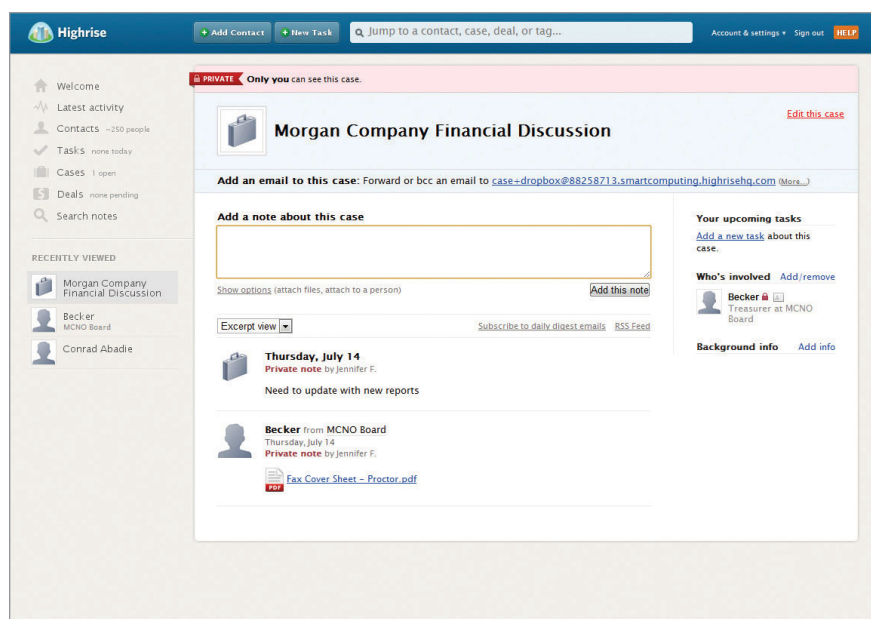 Highrise
+ Add Contact
+ New Task
Jump to a contact, case, deal, or tag...
Account & settings ▾ Sign out HELP
Welcome
Latest activity
Contacts ~250 people
Tasks none today
Cases 1 open
Deals none pending
Search notes
RECENTLY VIEWED
Morgan Company
Financial Discussion
Becker
MCNO Board
Conrad Abadie
PRIVATE Only you can see this case.
Morgan Company Financial Discussion
Edit this case
Add an email to this case: Forward or bcc an email to case+dropbox@88258713.smartcomputing.highrisehq.com (More...)
Add a note about this case
Show options (attach files, attach to a person)
Add this note
Excerpt view
Subscribe to daily digest emails RSS Feed
Thursday, July 14
Private note by Jennifer F.
Need to update with new reports
Becker from MCNO Board
Thursday, July 14
Private note by Jennifer F.
PDF
Fax Cover Sheet – Proctor.pdf
Your upcoming tasks
Add a new task about this
case.
Who's involved Add/remove
Becker
Treasurer at MCNO
Board
Background info Add info